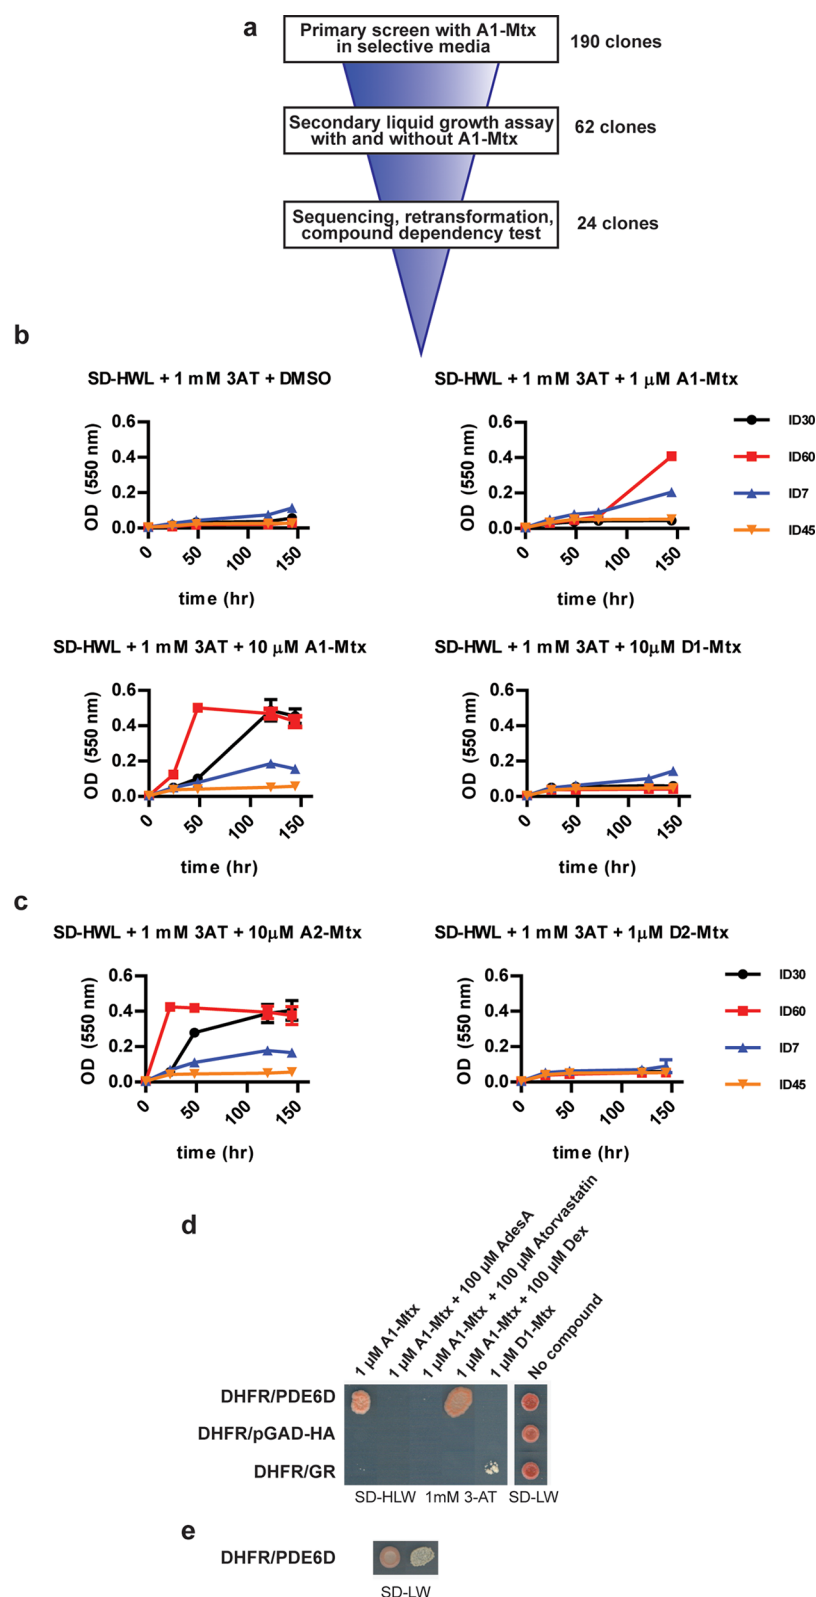 a
Primary screen with A1-Mtx
in selective media
190 clones
Secondary liquid growth assay
with and without A1-Mtx
62 clones
Sequencing, retransformation,
compound dependency test
24 clones
b
SD-HWL + 1 mM 3AT + DMSO
OD (550 nm)
0.6
0.4
0.2
0.0
0
50
100
150
time (hr)
SD-HWL + 1 mM 3AT + 1 μM A1-Mtx
OD (550 nm)
0.6
0.4
0.2
0.0
0
50
100
150
time (hr)
ID30
ID60
ID7
ID45
SD-HWL + 1 mM 3AT + 10 μM A1-Mtx
OD (550 nm)
0.6
0.4
0.2
0.0
0
50
100
150
time (hr)
SD-HWL + 1 mM 3AT + 10μM D1-Mtx
OD (550 nm)
0.6
0.4
0.2
0.0
0
50
100
150
time (hr)
c
SD-HWL + 1 mM 3AT + 10μM A2-Mtx
OD (550 nm)
0.6
0.4
0.2
0.0
0
50
100
150
time (hr)
SD-HWL + 1 mM 3AT + 1μM D2-Mtx
OD (550 nm)
0.6
0.4
0.2
0.0
0
50
100
150
time (hr)
ID30
ID60
ID7
ID45
d
1 μM A1-Mtx
1 μM A1-Mtx + 100 μM AdesA
1 μM A1-Mtx + 100 μM Atorvastatin
1 μM A1-Mtx + 100 μM Dex
1 μM D1-Mtx
No compound
DHFR/PDE6D
DHFR/pGAD-HA
DHFR/GR
SD-HLW 1mM 3-AT SD-LW
e
DHFR/PDE6D
SD-LW